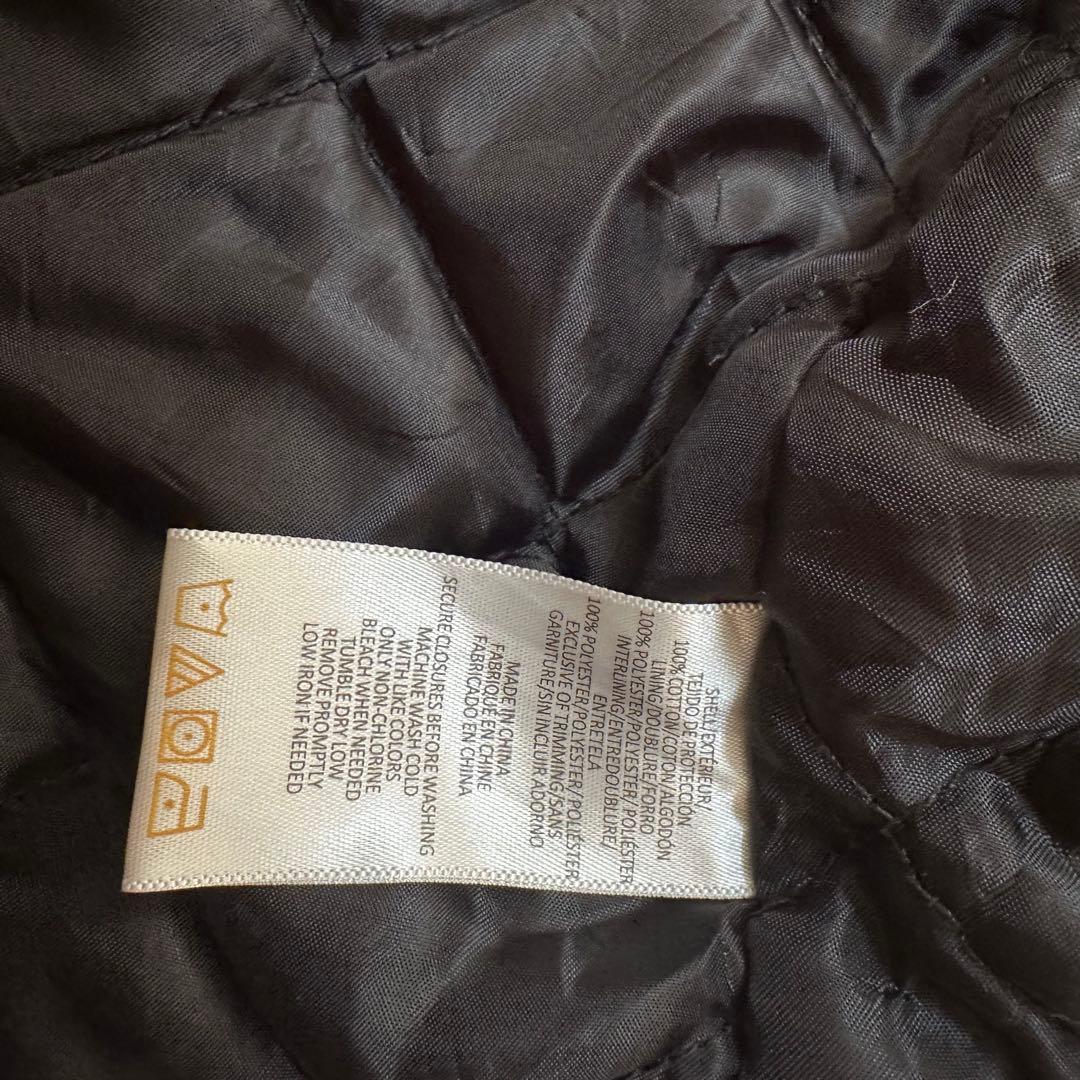 SHELL/EXTÉRIEUR/
TEJIDO DE PROTECCIÓN
100% COTTON/COTON/ALGODÓN
LINING/DOUBLURE/FORRO
100% POLYESTER/POLYESTER/ POLIÉSTER
INTERLINING/ENTREDOUBLURE/
ENTRETELA
100% POLYESTER/POLYESTER/ POLIÉSTER
EXCLUSIVE OF TRIMMING/SANS
GARNITURE/SIN INCLUIR ADORNO
MADE IN CHINA
FABRIQUÉ EN CHINE
FABRICADO EN CHINA
SECURE CLOSURES BEFORE WASHING
MACHINE WASH COLD
WITH LIKE COLORS
ONLY NON-CHLORINE
BLEACH WHEN NEEDED
TUMBLE DRY LOW
REMOVE PROMPTLY
LOW IRON IF NEEDED